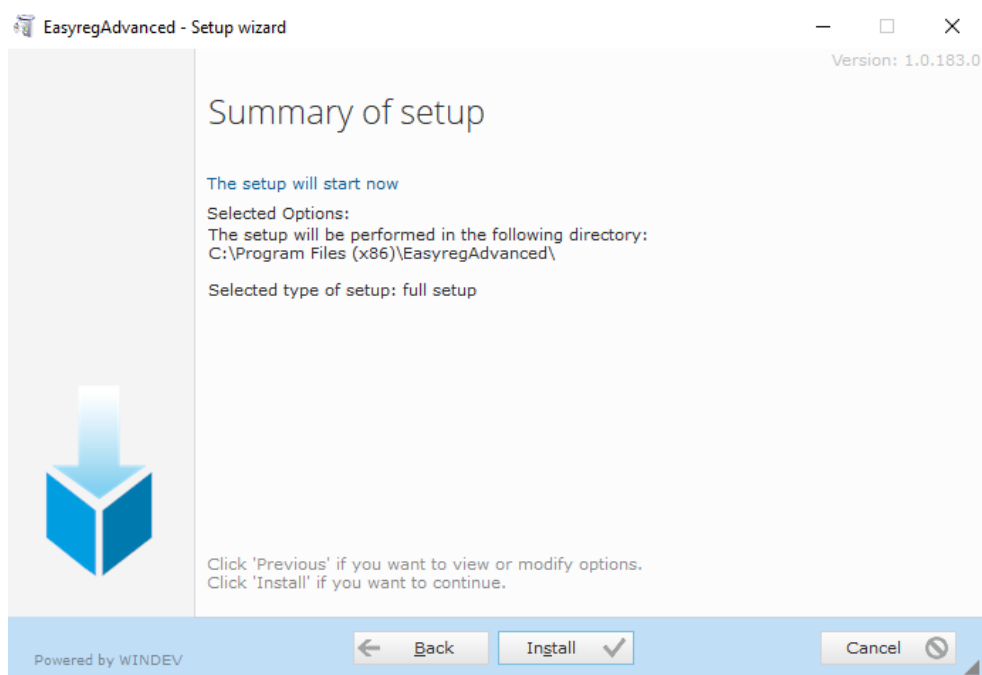 EasyregAdvanced - Setup wizard
Version: 1.0.183.0
Summary of setup
The setup will start now
Selected Options:
The setup will be performed in the following directory:
C:\Program Files (x86)\EasyregAdvanced\
Selected type of setup: full setup
Click 'Previous' if you want to view or modify options.
Click 'Install' if you want to continue.
Powered by WINDEV
Back
Install
Cancel